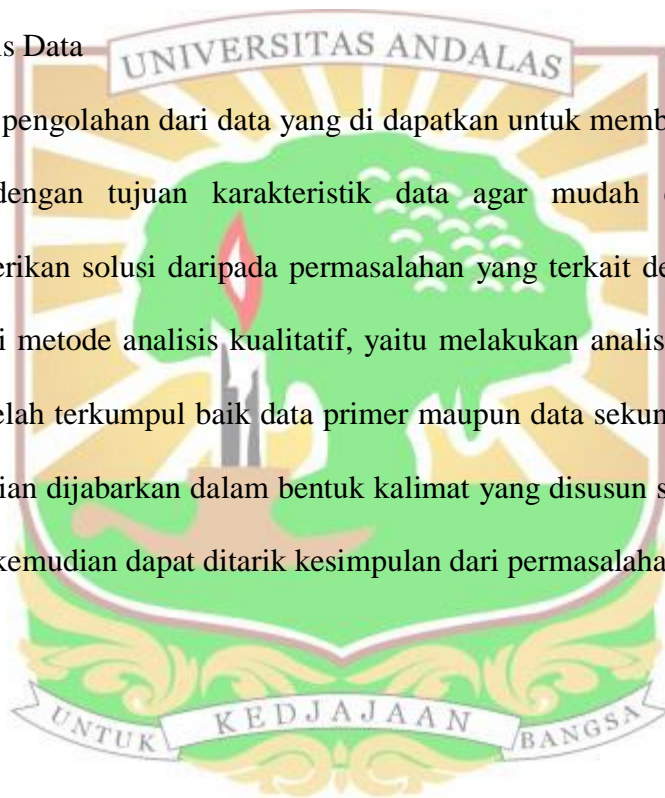 is Data
UNIVERSITAS ANDALAS
pengolahan dari data yang di dapatkan untuk memb
dengan tujuan karakteristik data agar mudah
erikan solusi daripada permasalahan yang terkait de
i metode analisis kualitatif, yaitu melakukan analis
elah terkumpul baik data primer maupun data sekun
ian dijabarkan dalam bentuk kalimat yang disusun s
kemudian dapat ditarik kesimpulan dari permasalaha
UNTUK KEDJAJAAN BANGSA